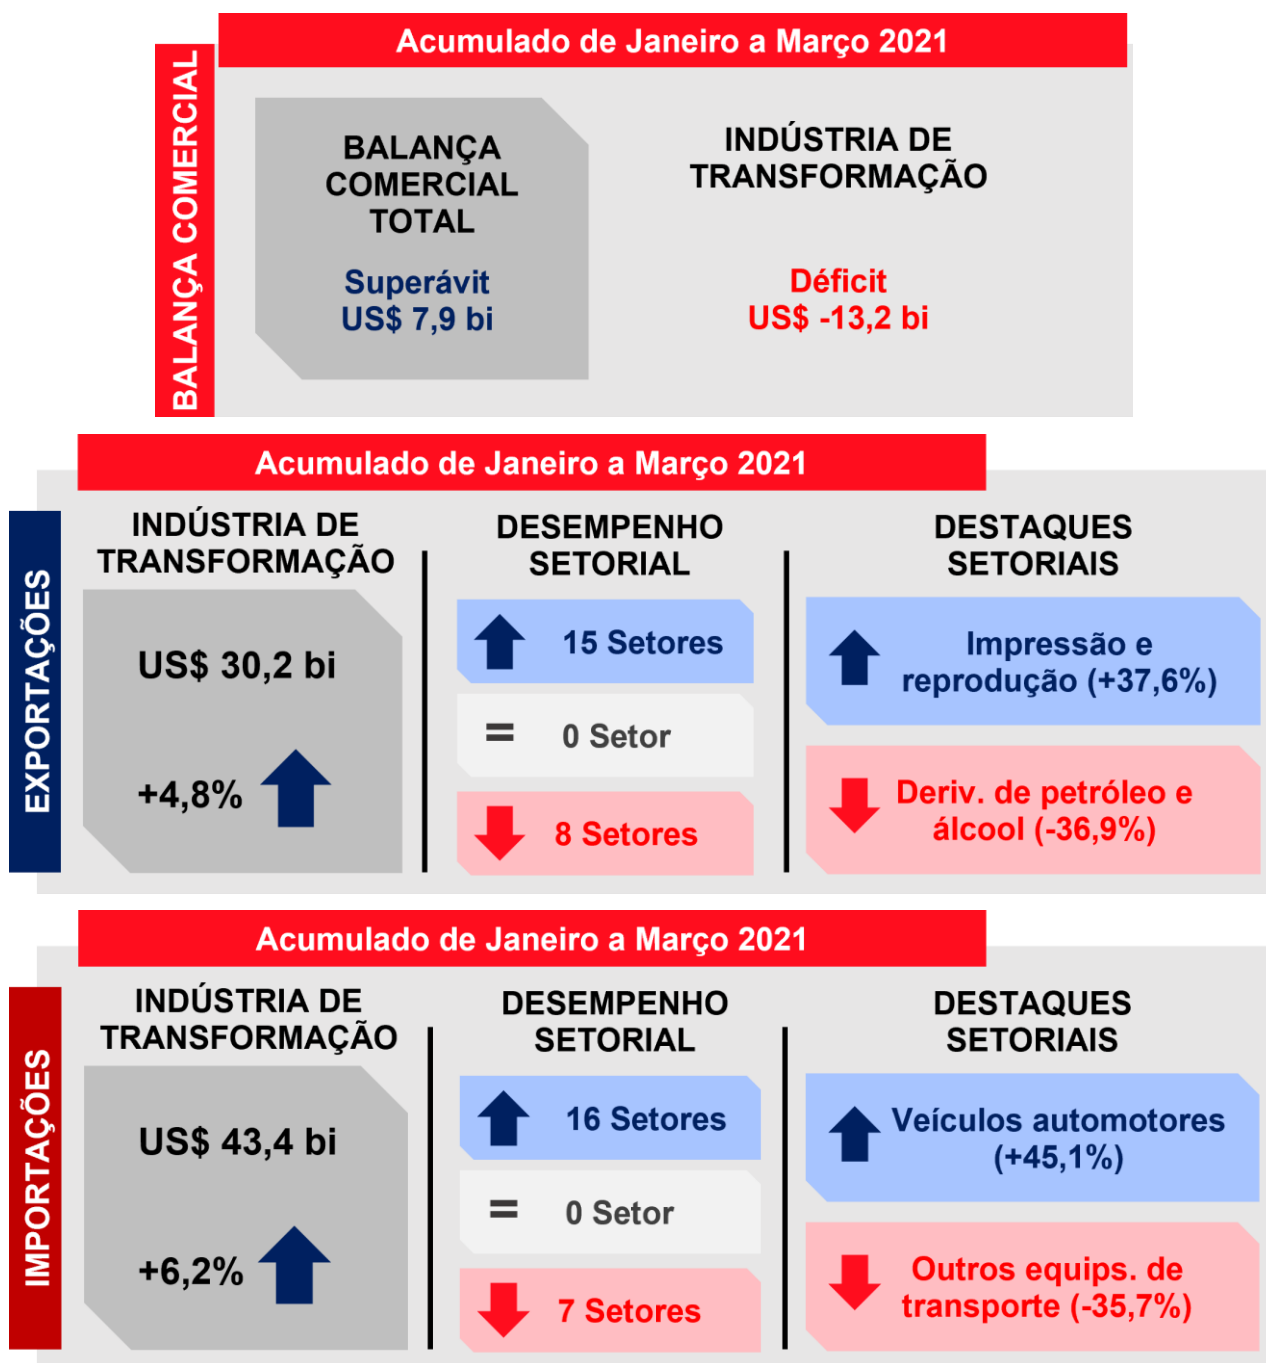 Acumulado de Janeiro a Março 2021
BALANÇA COMERCIAL
BALANÇA
COMERCIAL
TOTAL
Superávit
US$ 7,9 bi
INDÚSTRIA DE
TRANSFORMAÇÃO
Déficit
US$ -13,2 bi
Acumulado de Janeiro a Março 2021
EXPORTAÇÕES
INDÚSTRIA DE
TRANSFORMAÇÃO
US$ 30,2 bi
+4,8%
DESEMPENHO
SETORIAL
15 Setores
= 0 Setor
8 Setores
DESTAQUES
SETORIAIS
Impressão e
reprodução (+37,6%)
Deriv. de petróleo e
álcool (-36,9%)
Acumulado de Janeiro a Março 2021
IMPORTAÇÕES
INDÚSTRIA DE
TRANSFORMAÇÃO
US$ 43,4 bi
+6,2%
DESEMPENHO
SETORIAL
16 Setores
= 0 Setor
7 Setores
DESTAQUES
SETORIAIS
Veículos automotores
(+45,1%)
Outros equips. de
transporte (-35,7%)